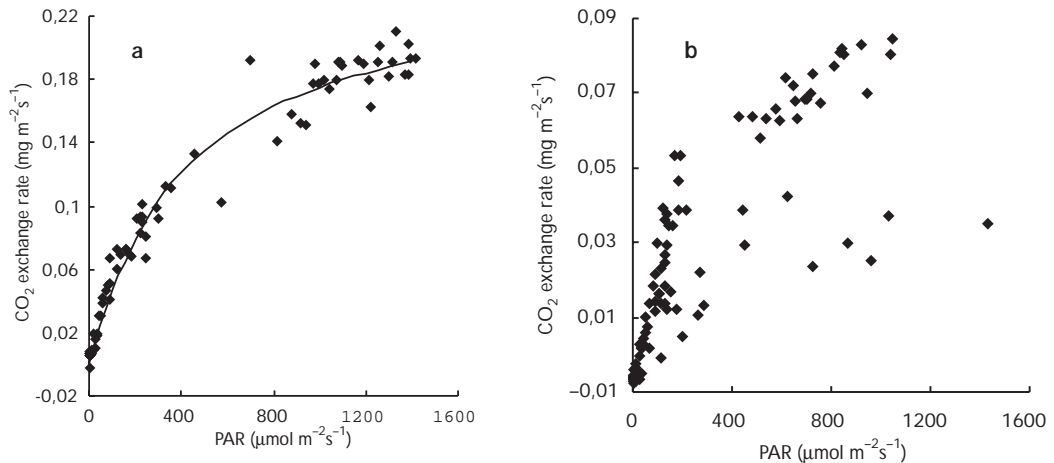 0,22
0,18
0,14
0,1
0,06
0,02
-0,02
CO₂ exchange rate (mg m⁻²s⁻¹)
a
0 400 800 1200 1600
PAR (μmol m⁻²s⁻¹)
0,09
0,07
0,05
0,03
0,01
−0,01
CO₂ exchange rate (mg m⁻²s⁻¹)
b
0 400 800 1200 1600
PAR (μmol m⁻²s⁻¹)